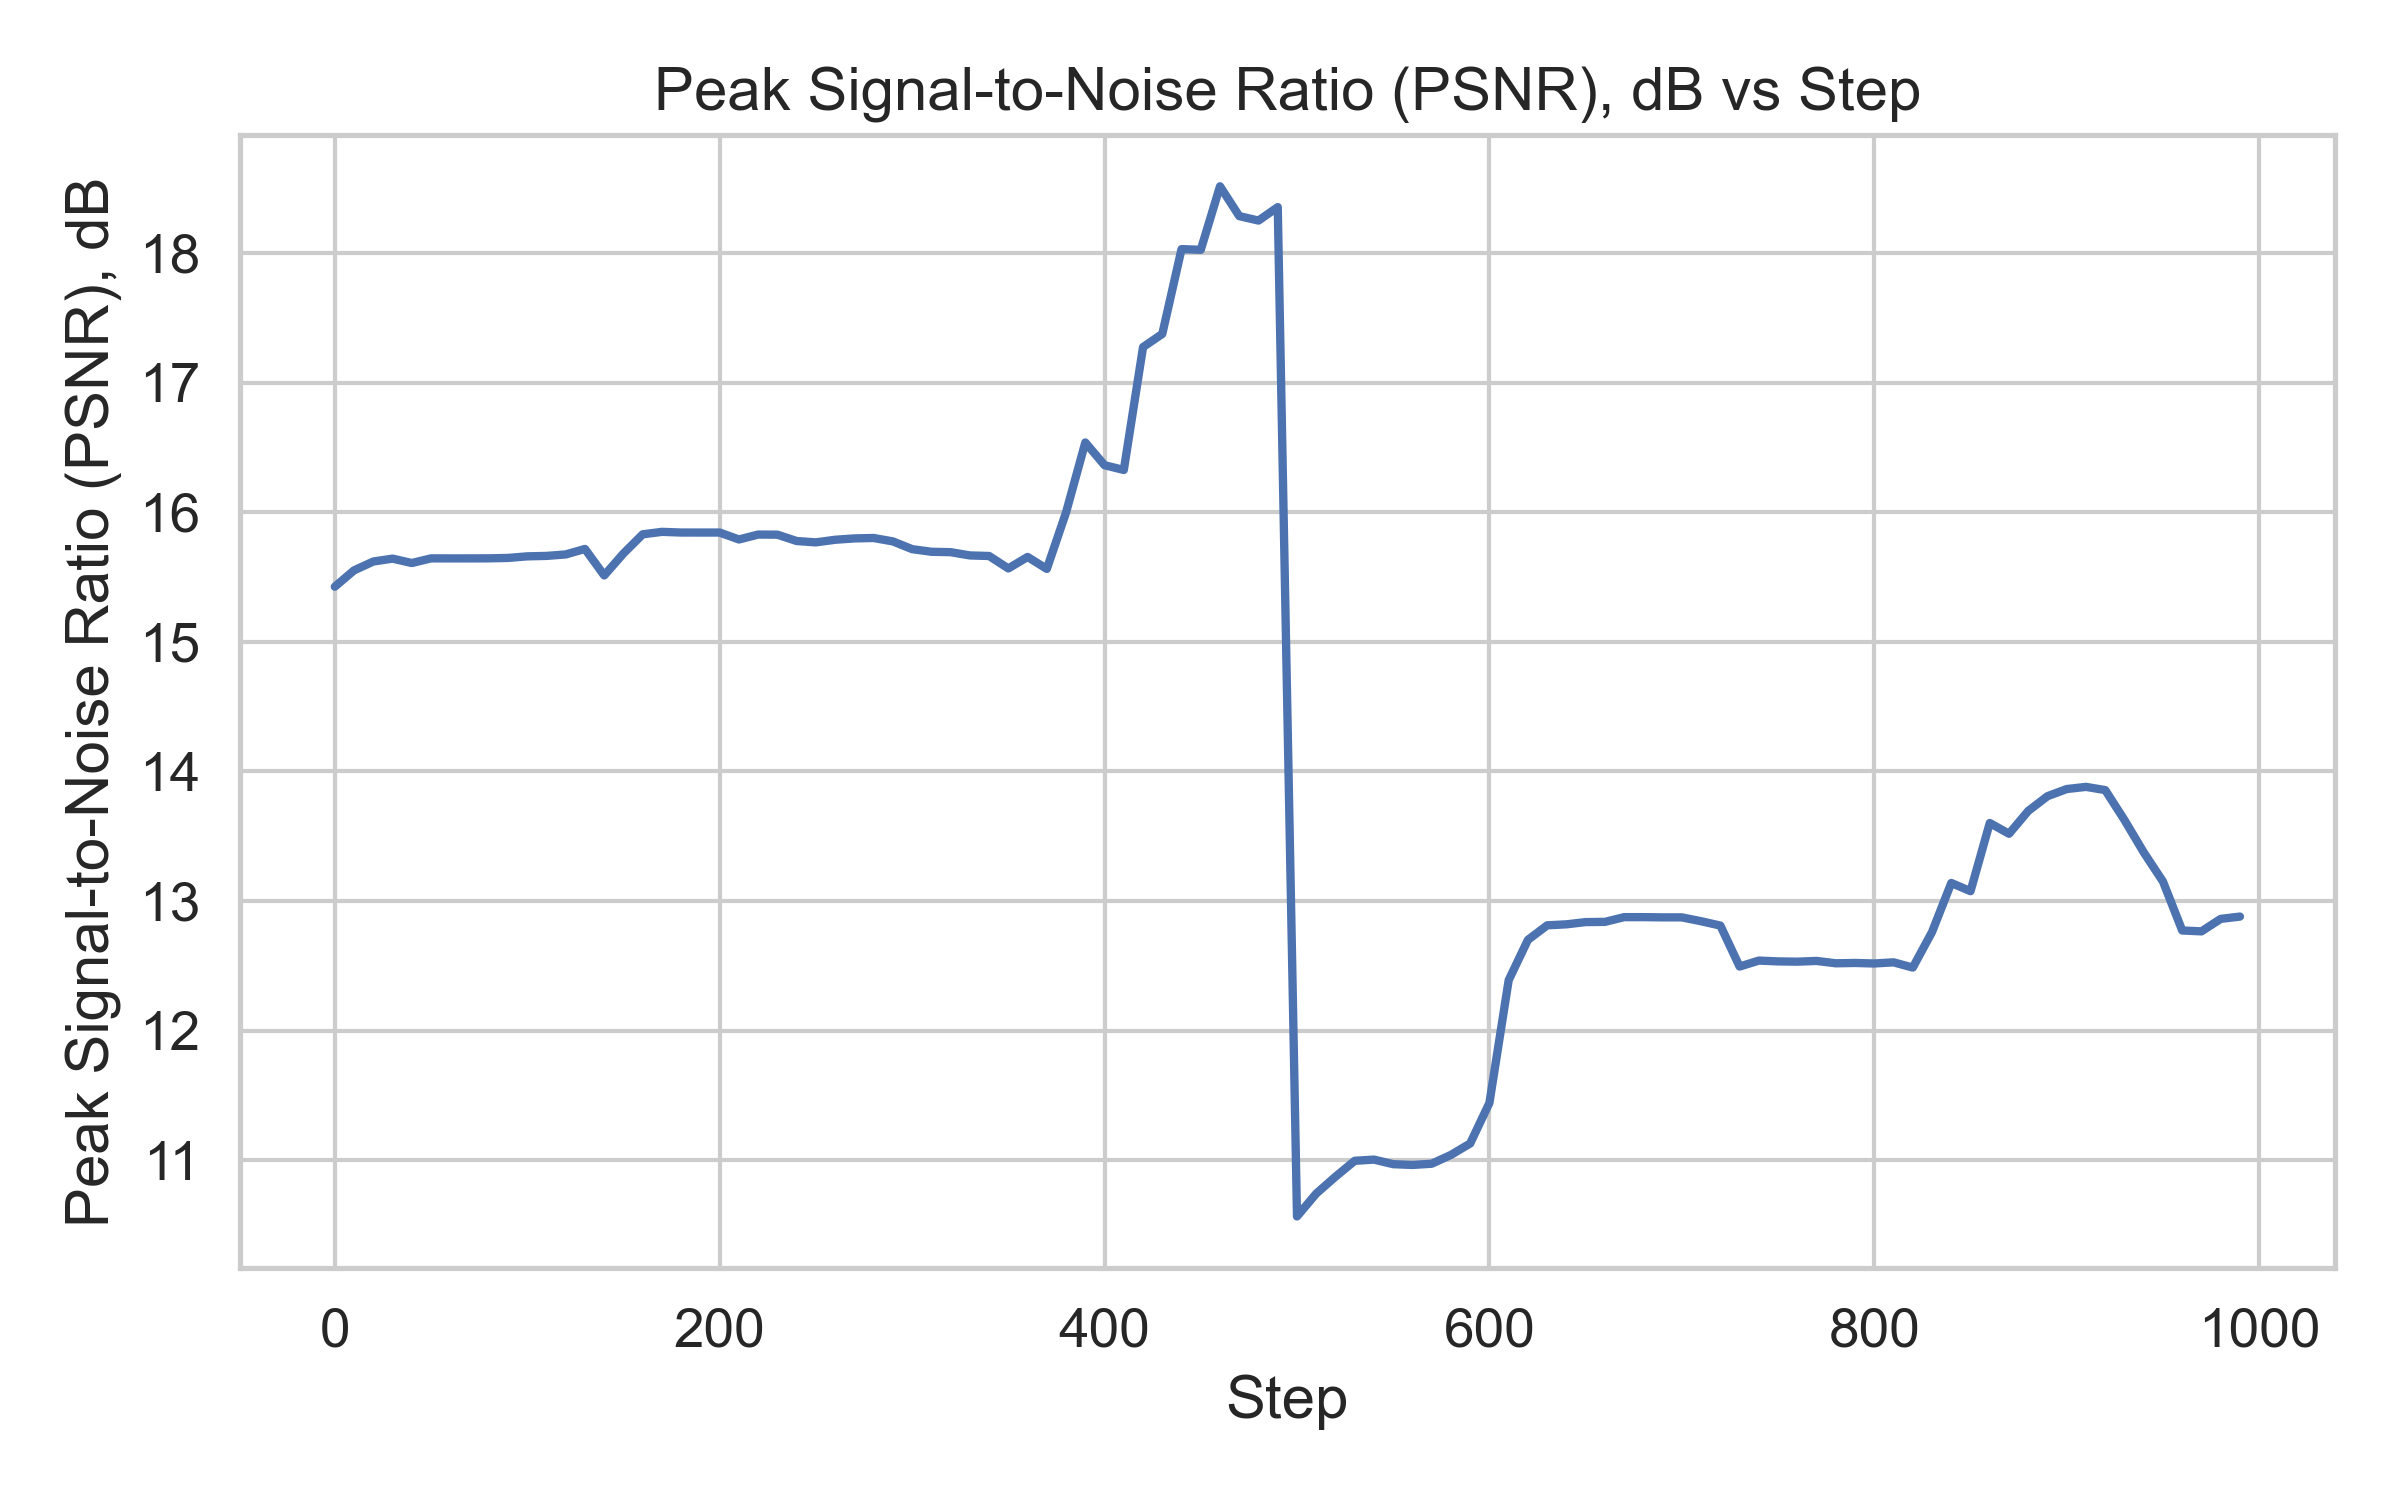 Peak Signal-to-Noise Ratio (PSNR), dB vs Step
Peak Signal-to-Noise Ratio (PSNR), dB
18
17
16
15
14
13
12
11
0 200 400 600 800 1000
Step